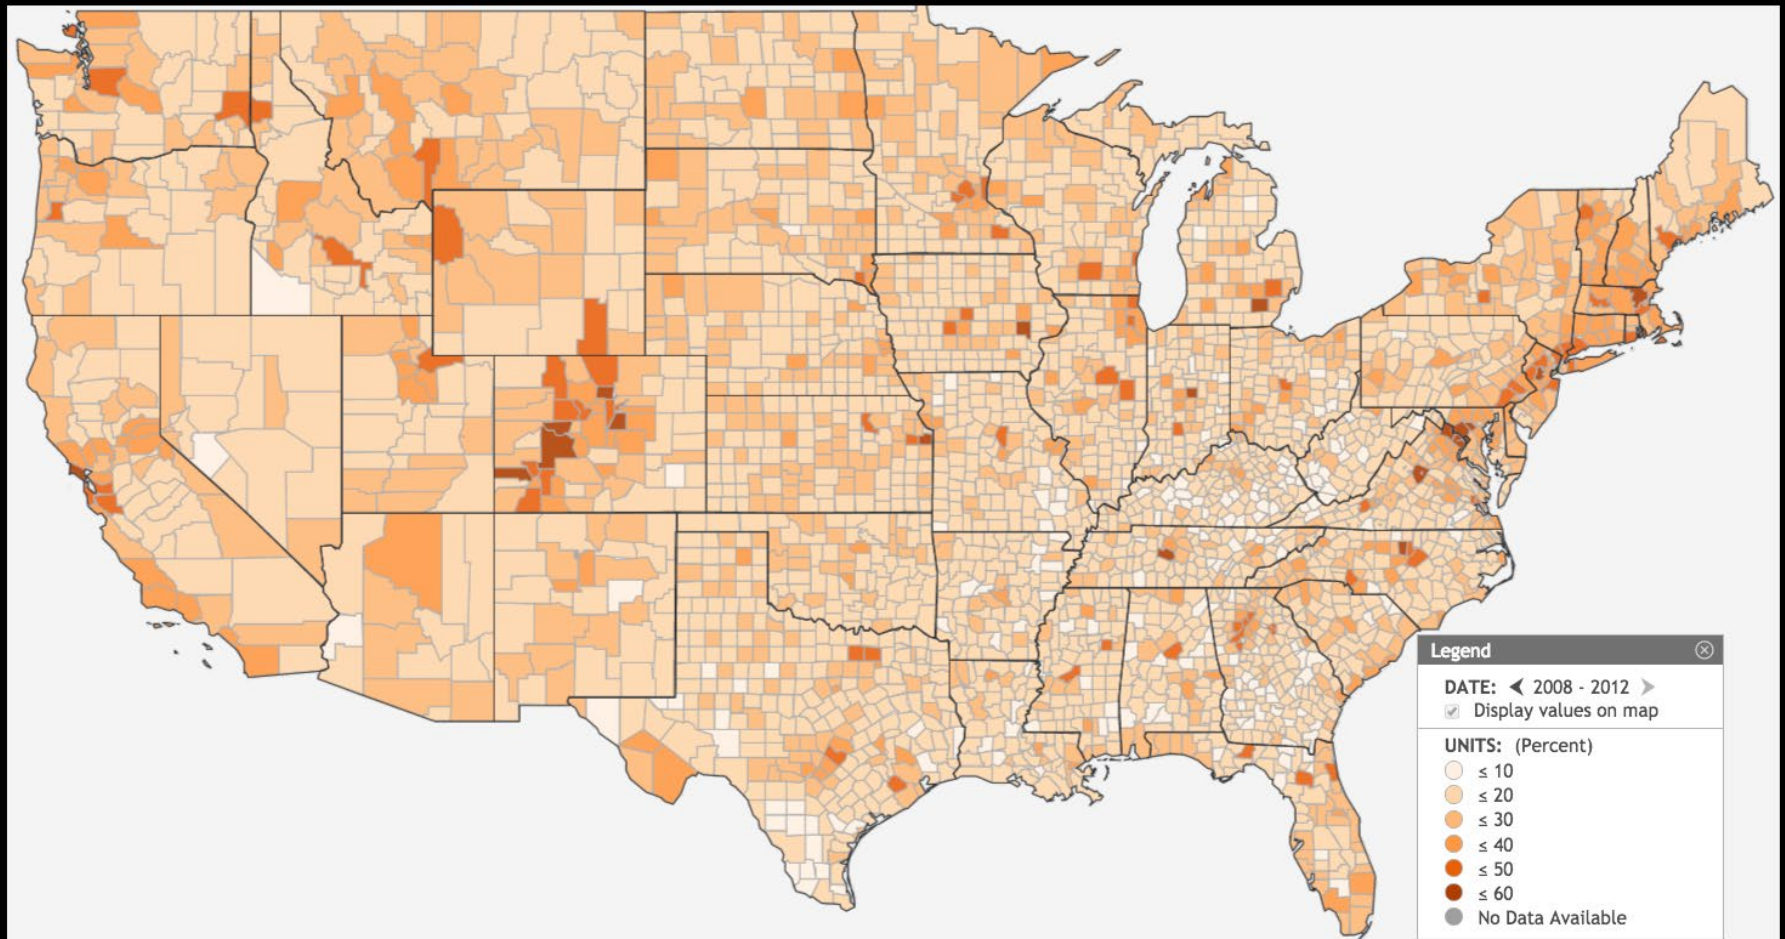 Legend
DATE: 2008 - 2012
Display values on map
UNITS: (Percent)
≤ 10
≤ 20
≤ 30
≤ 40
≤ 50
≤ 60
No Data Available